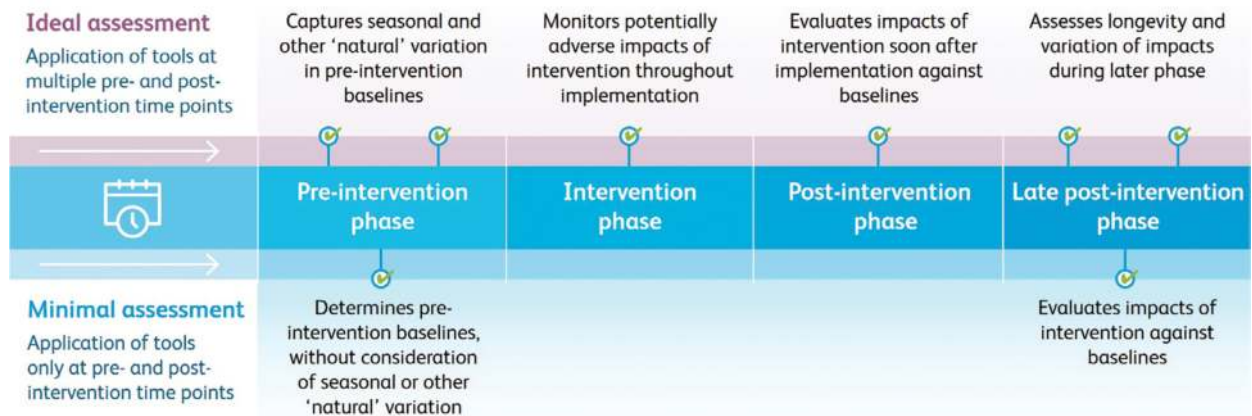 Ideal assessment
Application of tools at
multiple pre- and post-
intervention time points
Captures seasonal and
other ‘natural’ variation
in pre-intervention
baselines
Monitors potentially
adverse impacts of
intervention throughout
implementation
Evaluates impacts of
intervention soon after
implementation against
baselines
Assesses longevity and
variation of impacts
during later phase
Pre-intervention
phase
Intervention
phase
Post-intervention
phase
Late post-intervention
phase
Minimal assessment
Application of tools
only at pre- and post-
intervention time points
Determines pre-
intervention baselines,
without consideration
of seasonal or other
‘natural’ variation
Evaluates impacts of
intervention against
baselines